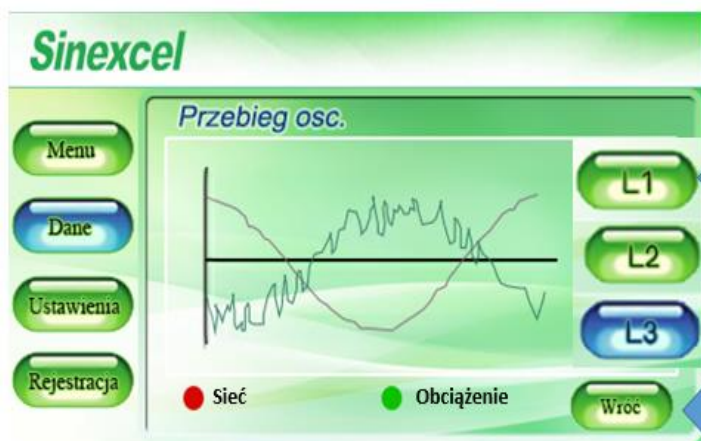 Sinexcel
Przebieg osc.
Menu
Dane
Ustawienia
Rejestracja
L1
L2
L3
Sieć
Obciążenie
Wróć